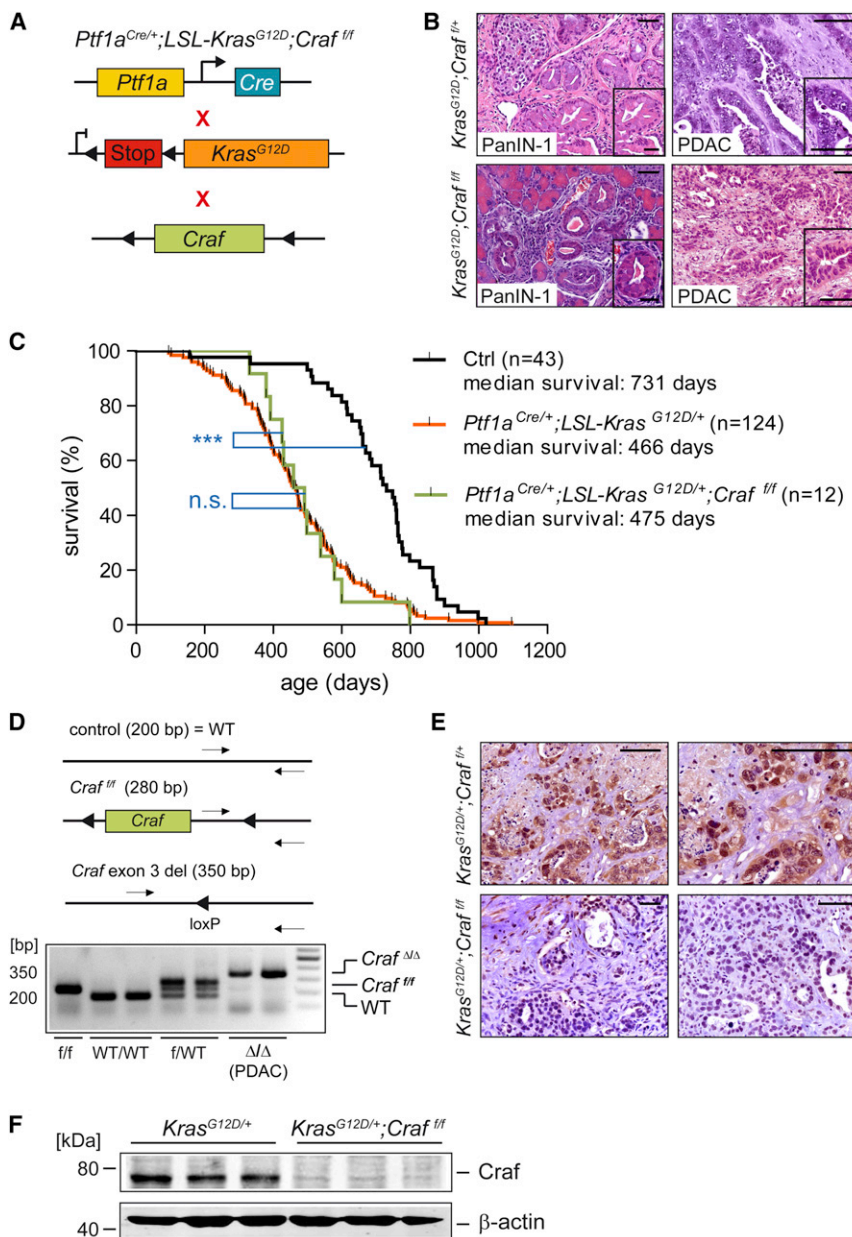 A
Ptf1a Cre/+;LSL-Kras G12D;Craf f/f
Ptf1a
Cre
X
Stop
Kras G12D
X
Craf
B
Kras G12D;Craf f/+
PanIN-1
PDAC
Kras G12D;Craf f/f
PanIN-1
PDAC
C
survival (%)
100
80
60
40
20
0
***
n.s.
0
200
400
600
800
1000
1200
age (days)
Ctrl (n=43)
median survival: 731 days
Ptf1a Cre/+;LSL-Kras G12D/+ (n=124)
median survival: 466 days
Ptf1a Cre/+;LSL-Kras G12D/+;Craf f/f (n=12)
median survival: 475 days
D
control (200 bp) = WT
Craf f/f (280 bp)
Craf
Craf exon 3 del (350 bp)
loxP
[bp]
350
200
Craf Δ/Δ
Craf f/f
WT
f/f
WT/WT
f/WT
Δ/Δ
(PDAC)
E
Kras G12D/+;Craf f/+
Kras G12D/+;Craf f/f
F
[kDa]
Kras G12D/+
Kras G12D/+;Craf f/f
80
Craf
40
β-actin